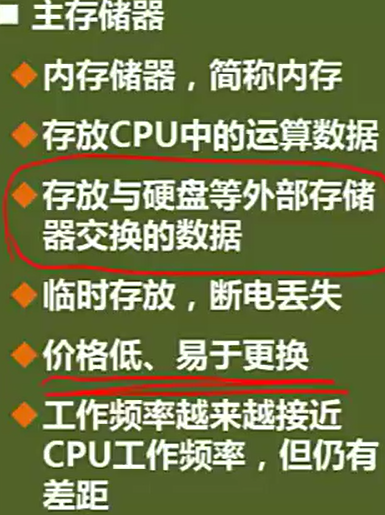 主存储器
内存储器，简称内存
存放CPU中的运算数据
存放与硬盘等外部存储
器交换的数据
临时存放，断电丢失
价格低、易于更换
工作频率越来越接近
CPU工作频率，但仍有
差距